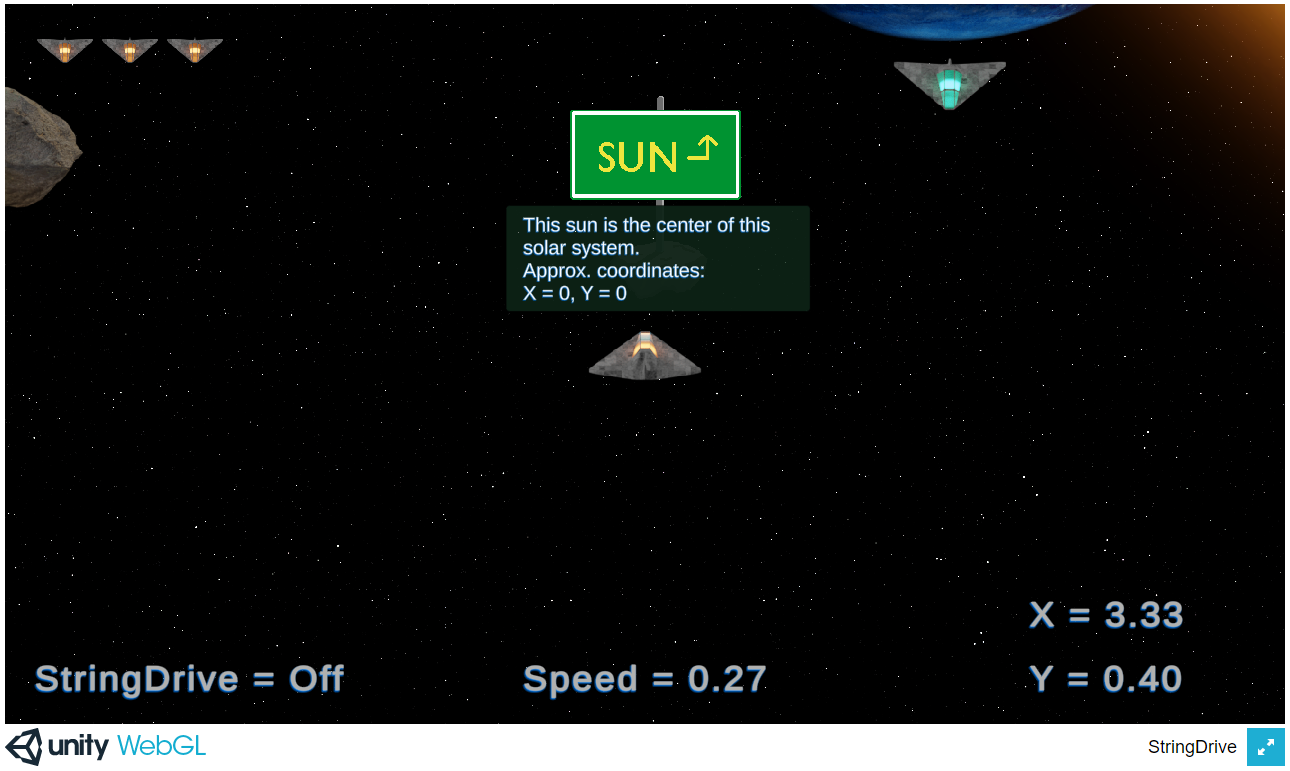 SUN
This sun is the center of this
solar system.
Approx. coordinates:
X = 0, Y = 0
X = 3.33
StringDrive = Off
Speed = 0.27
Y = 0.40
unity WebGL
StringDrive